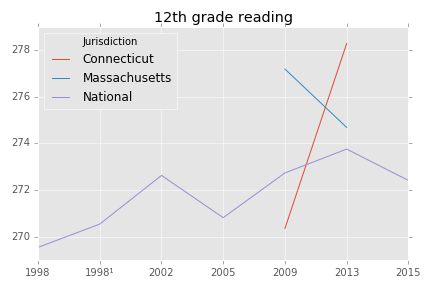 12th grade reading
Jurisdiction
Connecticut
Massachusetts
National
278
276
274
272
270
1998 1998¹ 2002 2005 2009 2013 2015